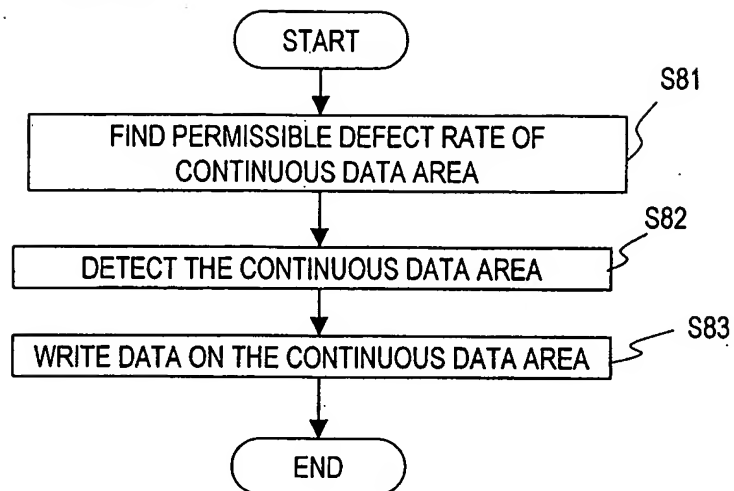 START
S81
FIND PERMISSIBLE DEFECT RATE OF
CONTINUOUS DATA AREA
S82
DETECT THE CONTINUOUS DATA AREA
S83
WRITE DATA ON THE CONTINUOUS DATA AREA
END